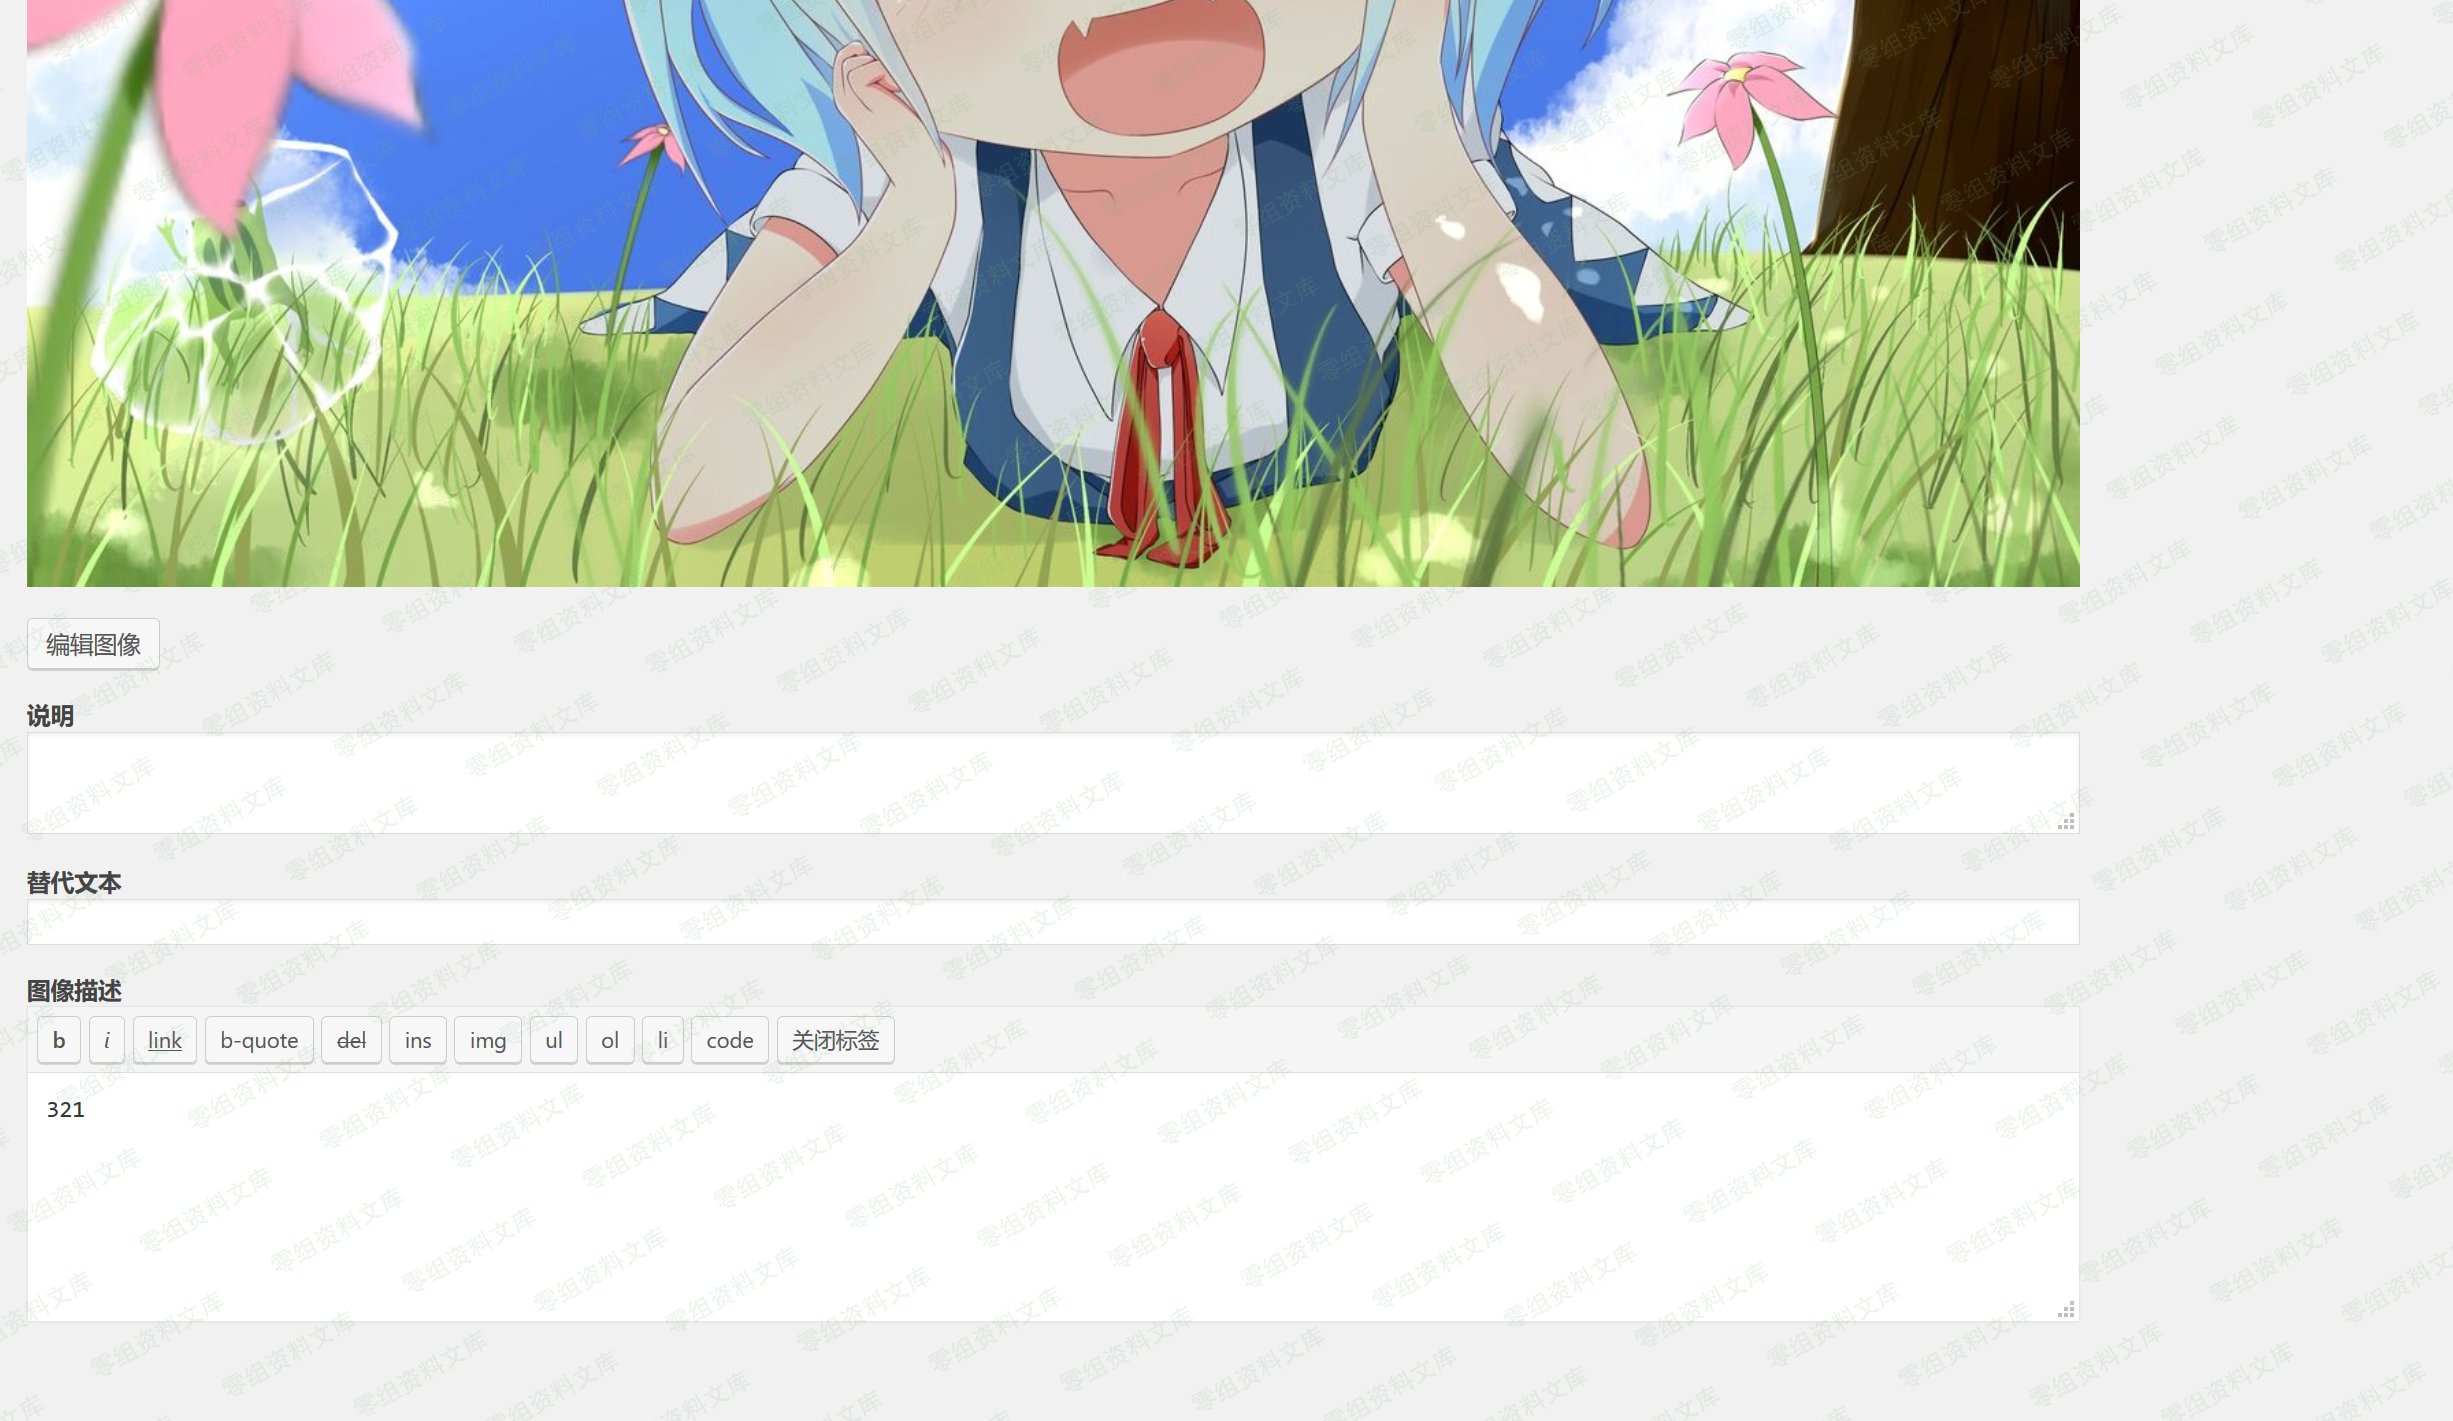 编辑图像
说明
替代文本
图像描述
b i link b-quote del ins img ul ol li code 关闭标签
321
零组资料文库